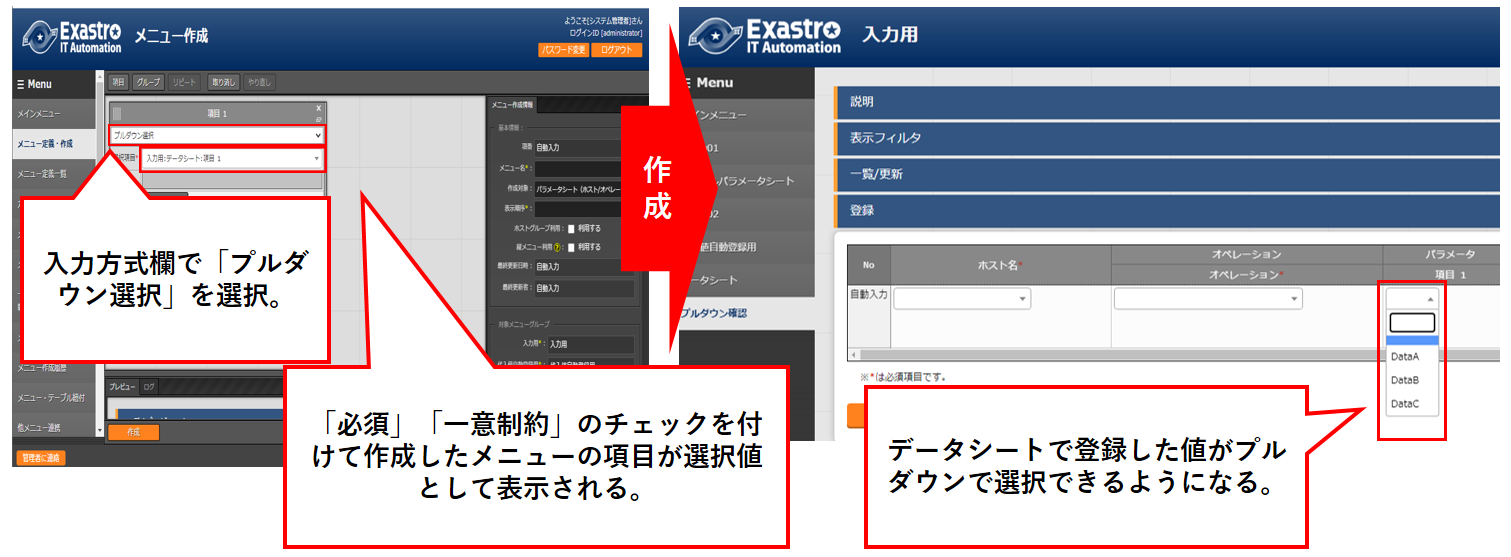 Exastro
IT Automation
メニュー作成
ようこそ[システム管理者]さん
ログインID [administrator]
パスワード変更
ログアウト
Menu
メインメニュー
メニュー定義・作成
メニュー定義一覧
メニュー作成履歴
メニュー・テーブル紐付
他メニュー連携
管理者に連絡
項目
グループ
リピート
取り消し
やり直し
項目 1
プルダウン選択
選択項目*
入力用:データシート:項目 1
プレビュー
ログ
作成
メニュー作成情報
基本情報
項番 : 自動入力
メニュー名* :
作成対象 : パラメータシート (ホスト/オペレー
表示順序* :
ホストグループ利用 : 利用する
縦メニュー利用 ? : 利用する
最終更新日時 : 自動入力
最終更新者 : 自動入力
対象メニューグループ
入力用* : 入力用
入力方式欄で「プルダ
ウン選択」を選択。
「必須」「一意制約」のチェックを付
けて作成したメニューの項目が選択値
として表示される。
作
成
Exastro
IT Automation
入力用
Menu
インメニュー
パラメータシート
値自動登録用
ータシート
プルダウン確認
説明
表示フィルタ
一覧/更新
登録
No
ホスト名*
オペレーション
オペレーション*
パラメータ
項目 1
自動入力
DataA
DataB
DataC
※*は必須項目です。
データシートで登録した値がプル
ダウンで選択できるようになる。